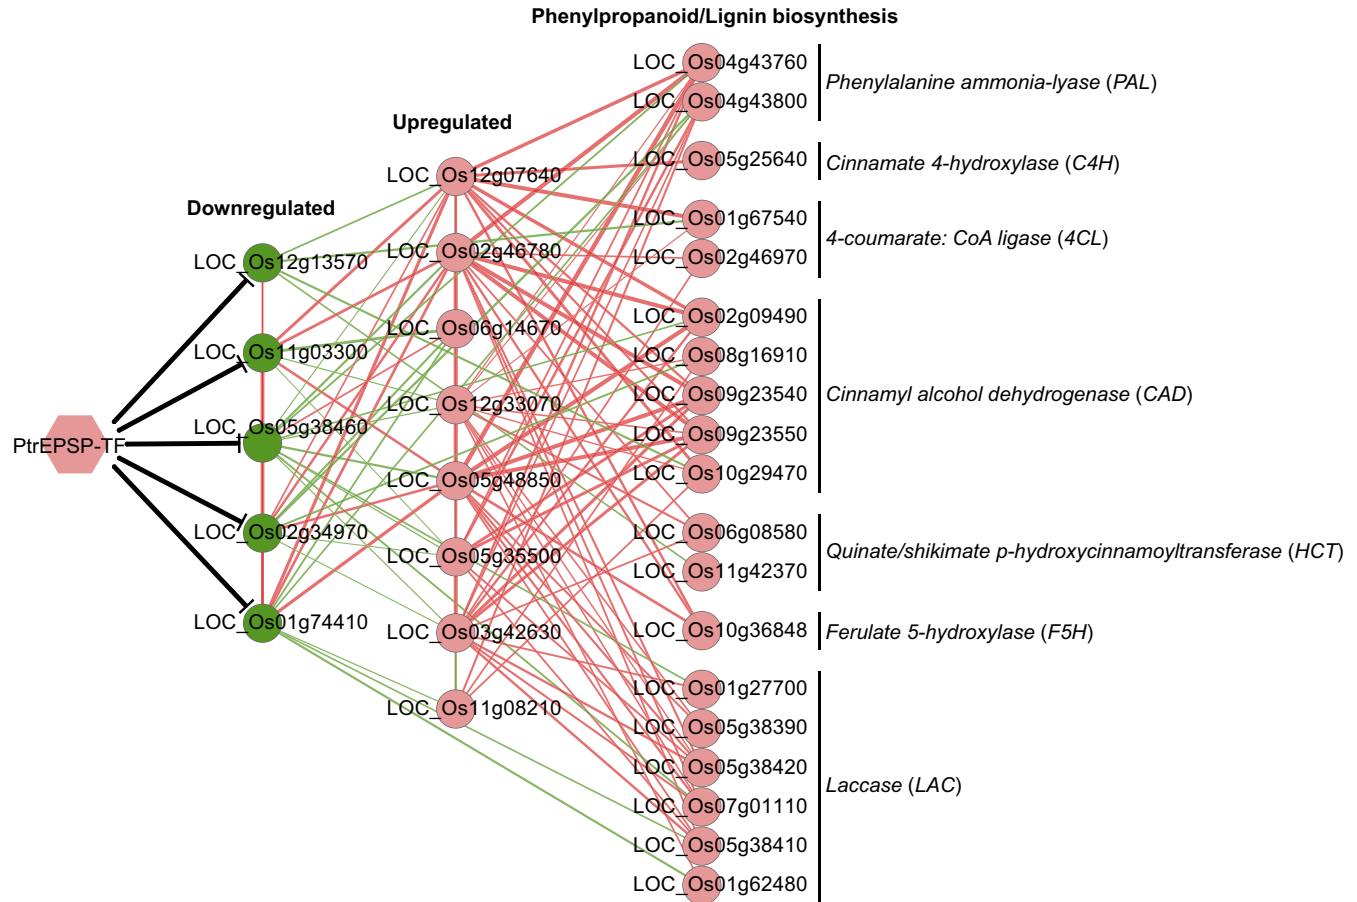 Phenylpropanoid/Lignin biosynthesis
Upregulated
Downregulated
PtrEPSP-TF
LOC_Os12g13570
LOC_Os11g03300
LOC_Os05g38460
LOC_Os02g34970
LOC_Os01g74410
LOC_Os12g07640
LOC_Os02g46780
LOC_Os06g14670
LOC_Os12g33070
LOC_Os05g48850
LOC_Os05g35500
LOC_Os03g42630
LOC_Os11g08210
LOC_Os04g43760
LOC_Os04g43800
Phenylalanine ammonia-lyase (PAL)
LOC_Os05g25640
Cinnamate 4-hydroxylase (C4H)
LOC_Os01g67540
LOC_Os02g46970
4-coumarate: CoA ligase (4CL)
LOC_Os02g09490
LOC_Os08g16910
LOC_Os09g23540
LOC_Os09g23550
LOC_Os10g29470
Cinnamyl alcohol dehydrogenase (CAD)
LOC_Os06g08580
LOC_Os11g42370
Quinate/shikimate p-hydroxycinnamoyltransferase (HCT)
LOC_Os10g36848
Ferulate 5-hydroxylase (F5H)
LOC_Os01g27700
LOC_Os05g38390
LOC_Os05g38420
LOC_Os07g01110
LOC_Os05g38410
LOC_Os01g62480
Laccase (LAC)